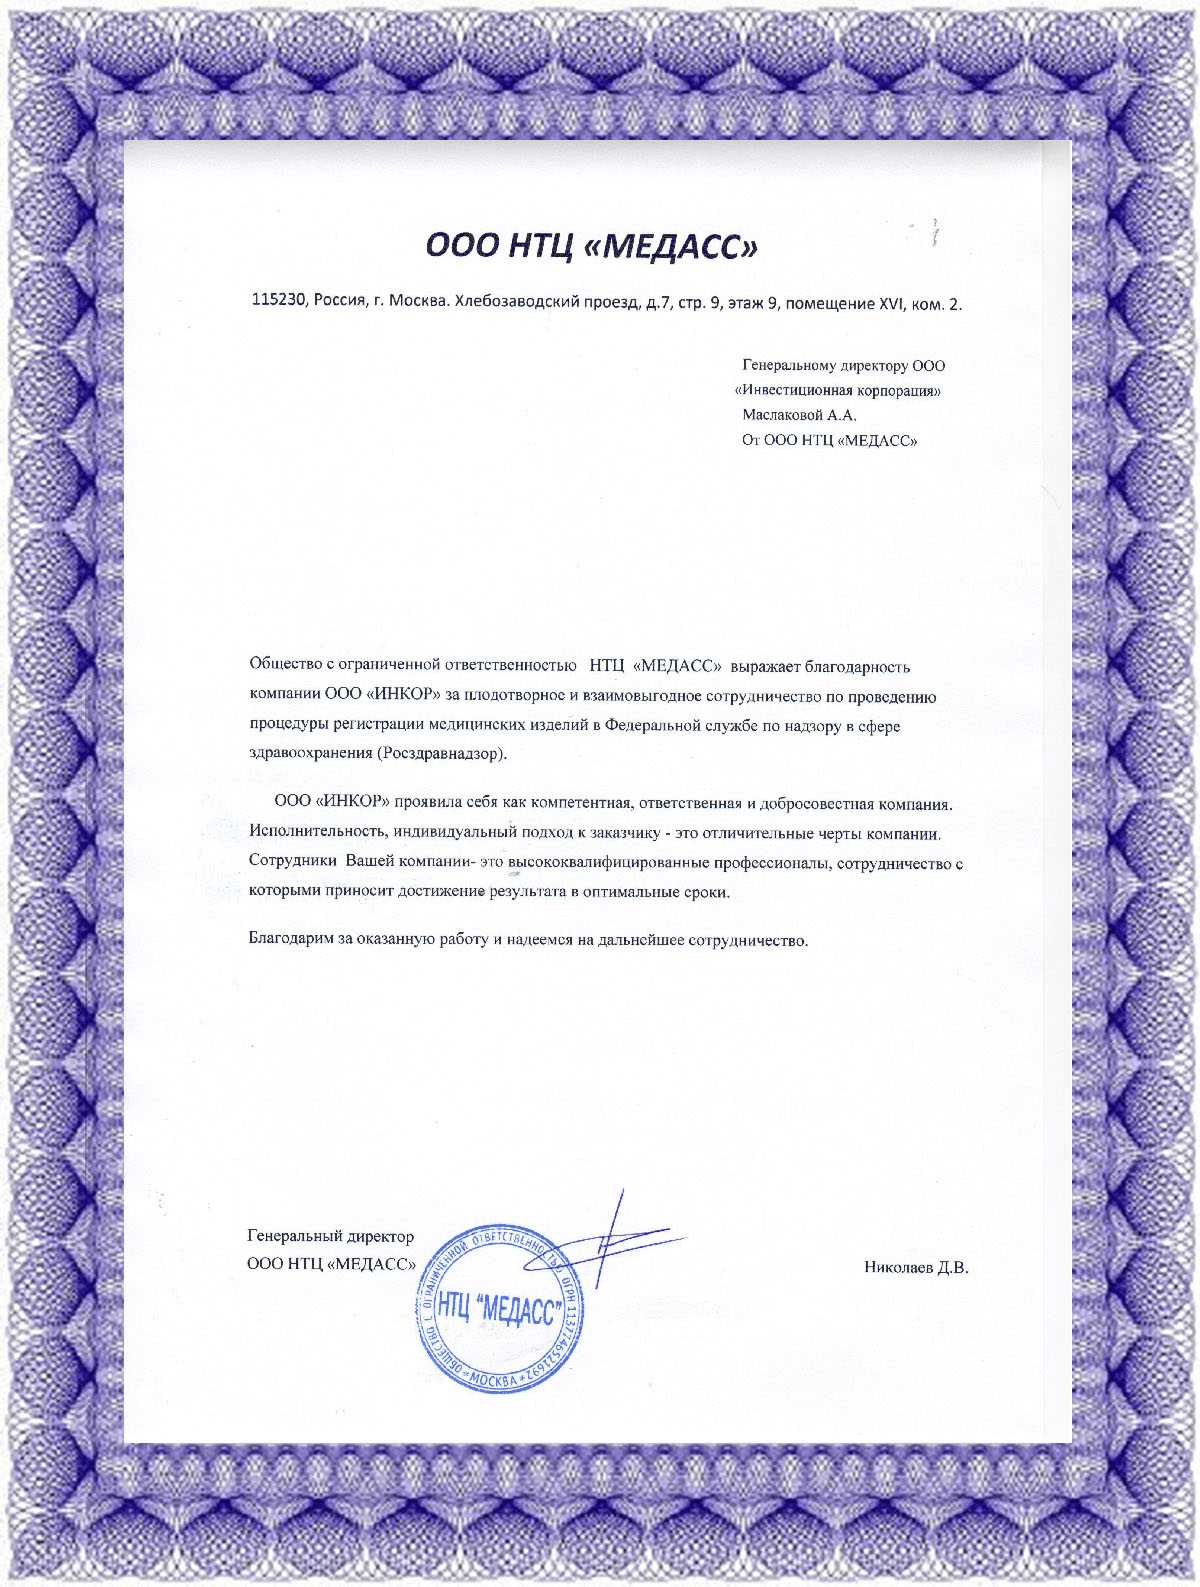 ООО НТЦ «МЕДАСС»
115230, Россия, г. Москва. Хлебозаводский проезд, д.7, стр. 9, этаж 9, помещение XVI, ком. 2.
Генеральному директору ООО
«Инвестиционная корпорация»
Маслаковой А.А.
От ООО НТЦ «МЕДАСС»
Общество с ограниченной ответственностью НТЦ «МЕДАСС» выражает благодарность
компании ООО «ИНКОР» за плодотворное и взаимовыгодное сотрудничество по проведению
процедуры регистрации медицинских изделий в Федеральной службе по надзору в сфере
здравоохранения (Росздравнадзор).
ООО «ИНКОР» проявила себя как компетентная, ответственная и добросовестная компания.
Исполнительность, индивидуальный подход к заказчику - это отличительные черты компании.
Сотрудники Вашей компании- это высококвалифицированные профессионалы, сотрудничество с
которыми приносит достижение результата в оптимальные сроки.
Благодарим за оказанную работу и надеемся на дальнейшее сотрудничество.
Генеральный директор
ООО НТЦ «МЕДАСС»
Николаев Д.В.
ОБЩЕСТВО С ОГРАНИЧЕННОЙ ОТВЕТСТВЕННОСТЬЮ ОГРН 1137746521692
НТЦ "МЕДАСС"
*МОСКВА*